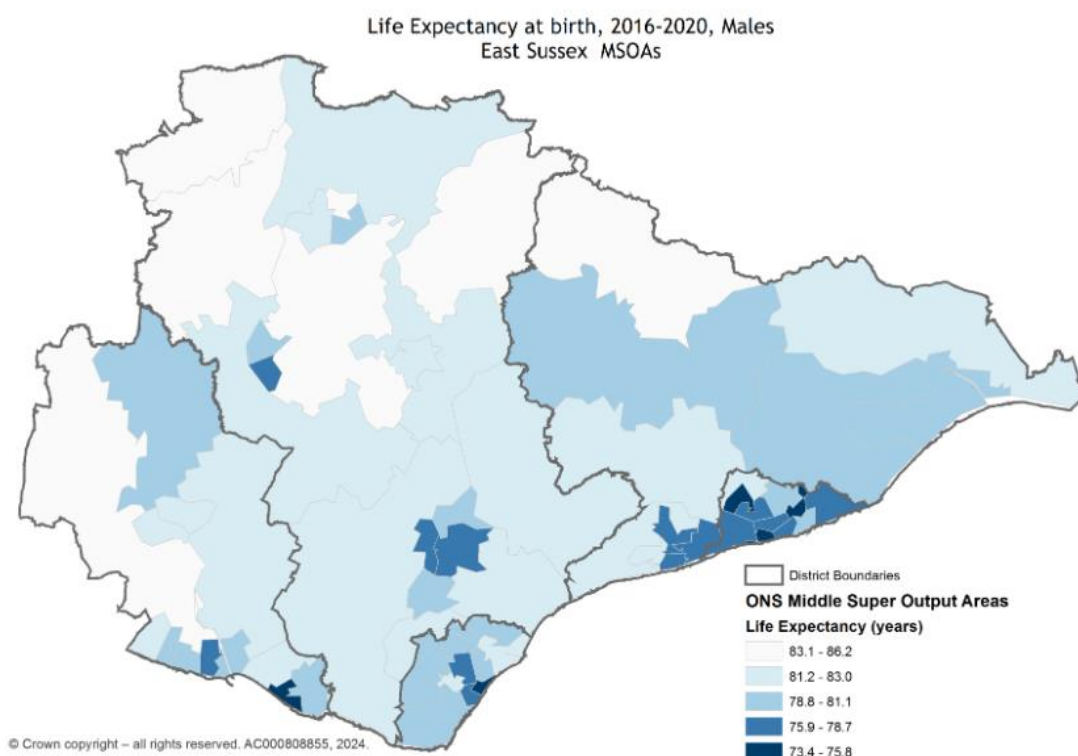 Life Expectancy at birth, 2016-2020, Males
East Sussex MSOAs
District Boundaries
ONS Middle Super Output Areas
Life Expectancy (years)
83.1 - 86.2
81.2 - 83.0
78.8 - 81.1
75.9 - 78.7
73.4 - 75.8
© Crown copyright – all rights reserved. AC000808855, 2024.